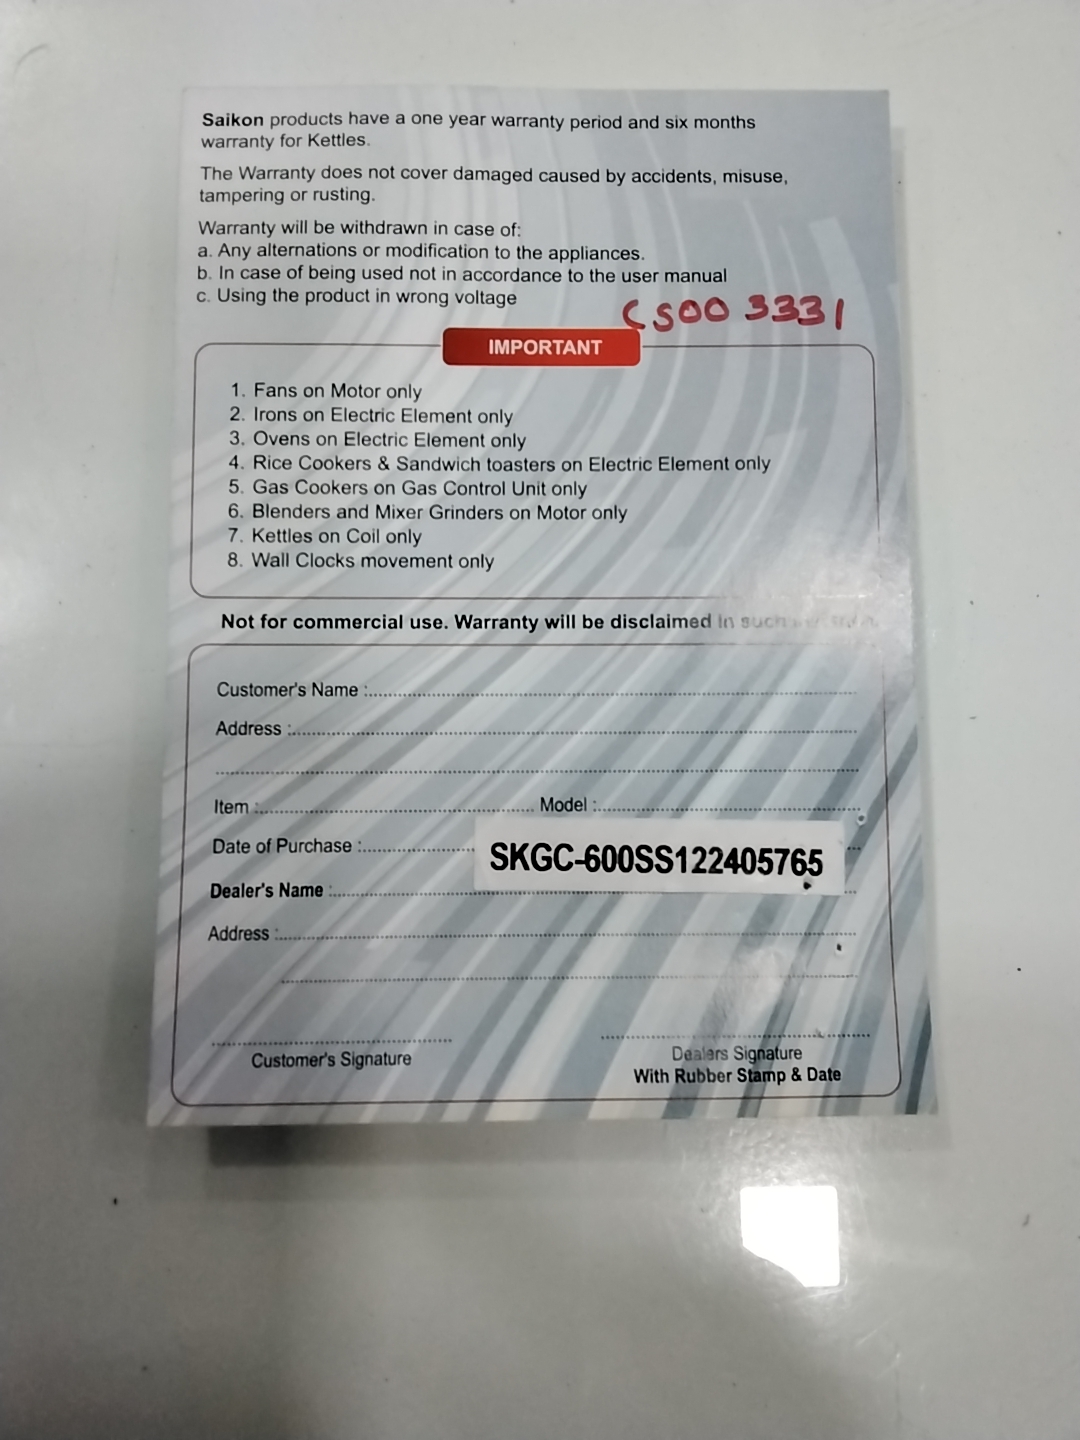 Saikon products have a one year warranty period and six months
warranty for Kettles.
The Warranty does not cover damaged caused by accidents, misuse,
tampering or rusting.
Warranty will be withdrawn in case of:
a. Any alternations or modification to the appliances.
b. In case of being used not in accordance to the user manual
c. Using the product in wrong voltage
CS00 3331
IMPORTANT
1. Fans on Motor only
2. Irons on Electric Element only
3. Ovens on Electric Element only
4. Rice Cookers & Sandwich toasters on Electric Element only
5. Gas Cookers on Gas Control Unit only
6. Blenders and Mixer Grinders on Motor only
7. Kettles on Coil only
8. Wall Clocks movement only
Not for commercial use. Warranty will be disclaimed in such
Customer's Name :
Address :
Item : Model :
Date of Purchase :
SKGC-600SS122405765
Dealer's Name :
Address :
Customer's Signature
Dealers Signature
With Rubber Stamp & Date